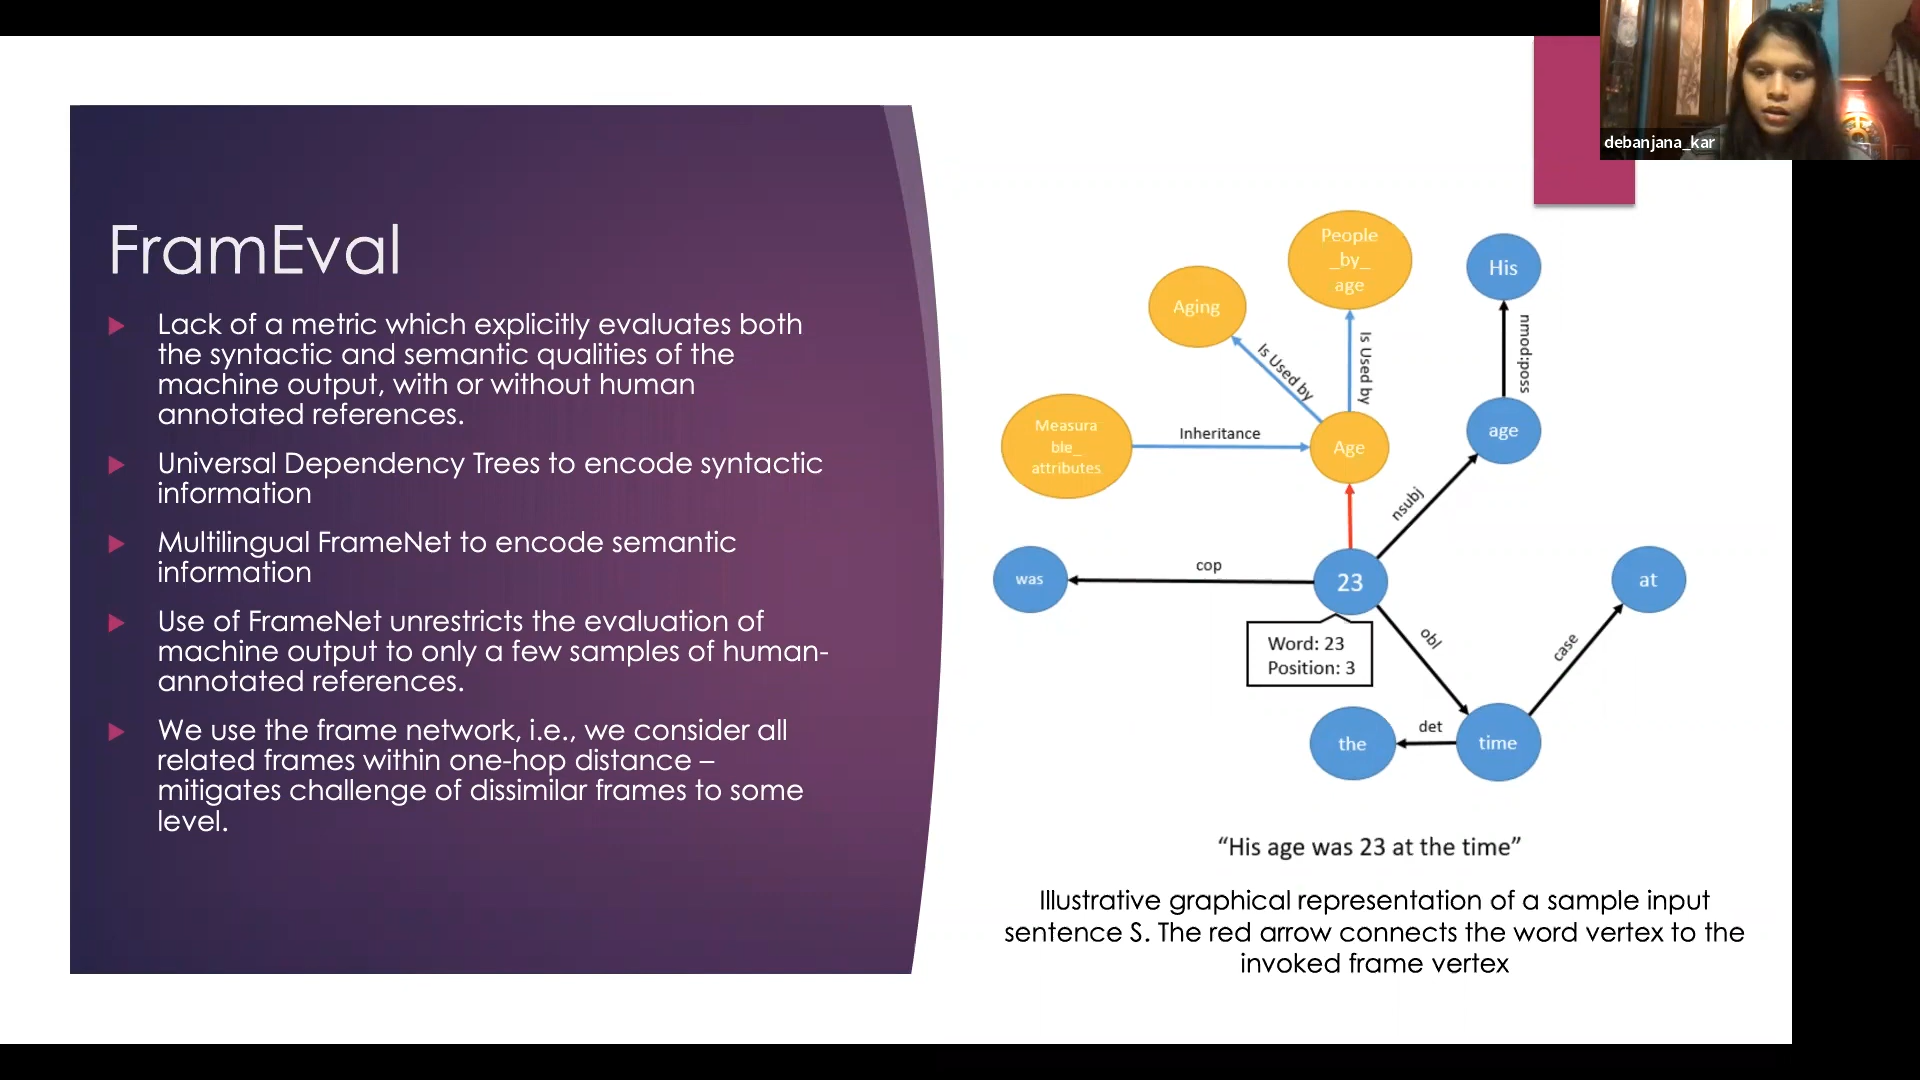 debanjana_kar
FramEval
Lack of a metric which explicitly evaluates both
the syntactic and semantic qualities of the
machine output, with or without human
annotated references.
Universal Dependency Trees to encode syntactic
information
Multilingual FrameNet to encode semantic
information
Use of FrameNet unrestricts the evaluation of
machine output to only a few samples of human-
annotated references.
We use the frame network, i.e., we consider all
related frames within one-hop distance –
mitigates challenge of dissimilar frames to some
level.
People
_by_
age
His
Aging
Is Used by
Is Used by
nmod:poss
Measura
ble_
attributes
Inheritance
Age
age
nsubj
was
cop
23
at
Word: 23
Position: 3
obl
case
the
det
time
“His age was 23 at the time”
Illustrative graphical representation of a sample input
sentence S. The red arrow connects the word vertex to the
invoked frame vertex